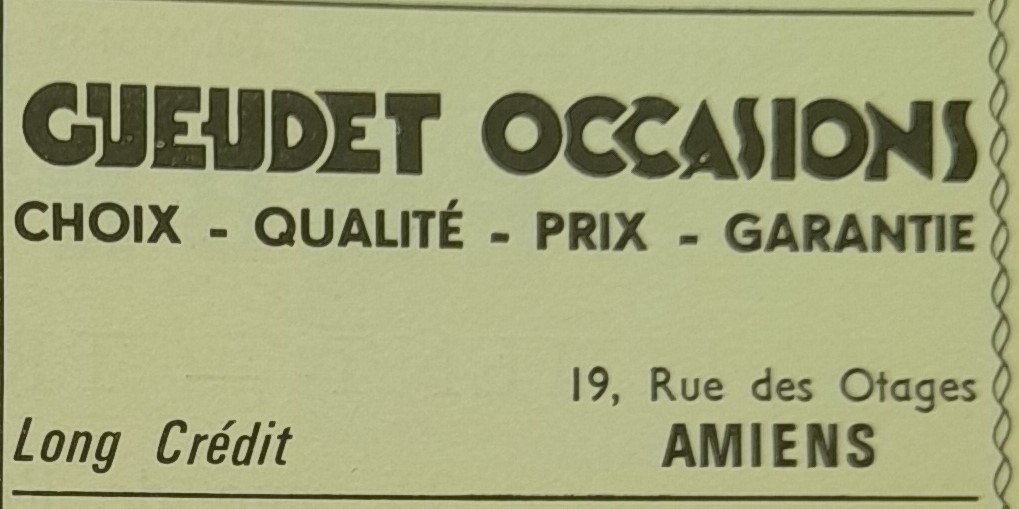 GUEUDET OCCASIONS
CHOIX - QUALITÉ - PRIX - GARANTIE
19, Rue des Otages
Long Crédit
AMIENS